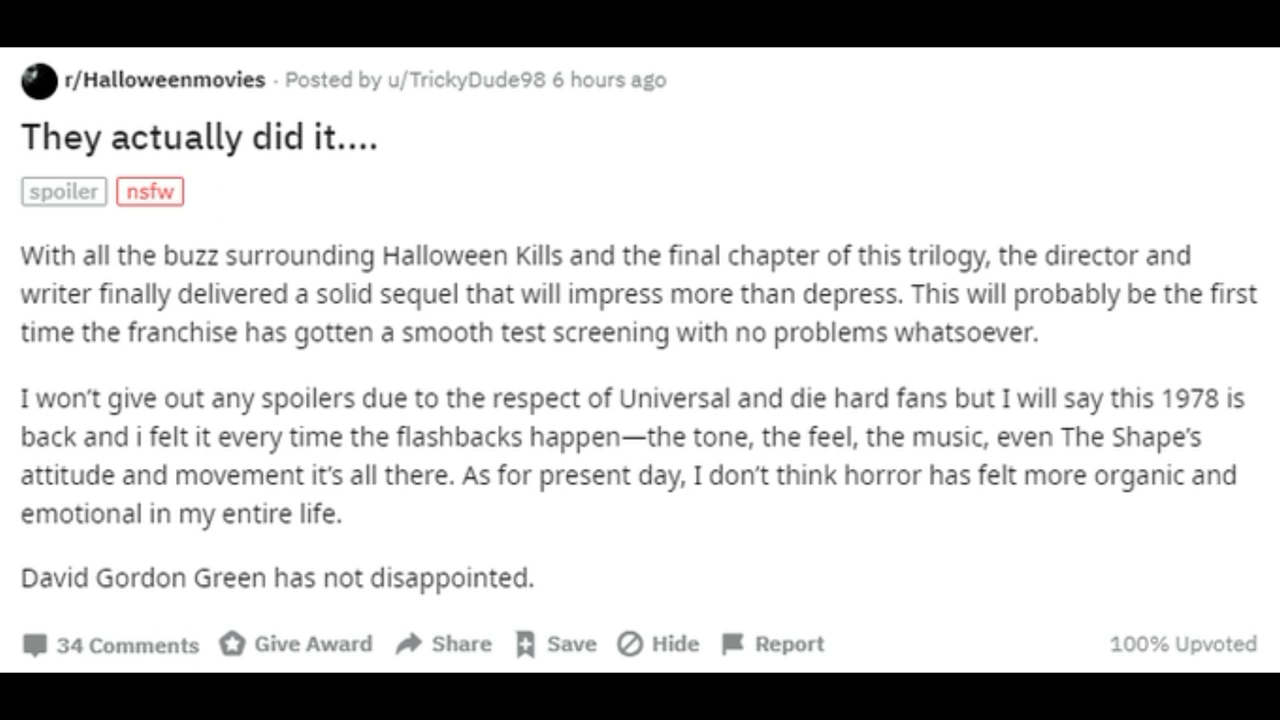 r/Halloweenmovies · Posted by u/TrickyDude98 6 hours ago
They actually did it....
spoiler nsfw
With all the buzz surrounding Halloween Kills and the final chapter of this trilogy, the director and
writer finally delivered a solid sequel that will impress more than depress. This will probably be the first
time the franchise has gotten a smooth test screening with no problems whatsoever.
I won’t give out any spoilers due to the respect of Universal and die hard fans but I will say this 1978 is
back and i felt it every time the flashbacks happen—the tone, the feel, the music, even The Shape’s
attitude and movement it’s all there. As for present day, I don’t think horror has felt more organic and
emotional in my entire life.
David Gordon Green has not disappointed.
34 Comments Give Award Share Save Hide Report 100% Upvoted